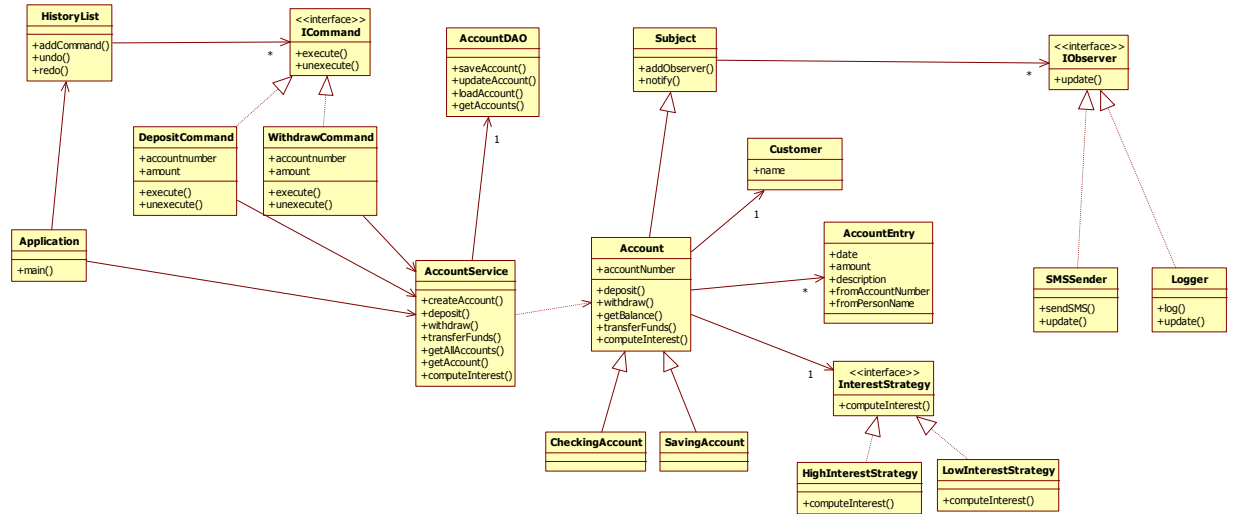 HistoryList
+addCommand()
+undo()
+redo()
*
<<interface>>
ICommand
+execute()
+unexecute()
AccountDAO
+saveAccount()
+updateAccount()
+loadAccount()
+getAccounts()
1
Subject
+addObserver()
+notify()
*
<<interface>>
IObserver
+update()
DepositCommand
+accountnumber
+amount
+execute()
+unexecute()
WithdrawCommand
+accountnumber
+amount
+execute()
+unexecute()
Customer
+name
1
Application
+main()
AccountService
+createAccount()
+deposit()
+withdraw()
+transferFunds()
+getAllAccounts()
+getAccount()
+computeInterest()
Account
+accountNumber
+deposit()
+withdraw()
+getBalance()
+transferFunds()
+computeInterest()
AccountEntry
+date
+amount
+description
+fromAccountNumber
+fromPersonName
*
SMSSender
+sendSMS()
+update()
Logger
+log()
+update()
1
<<interface>>
InterestStrategy
+computeInterest()
CheckingAccount
SavingAccount
HighInterestStrategy
+computeInterest()
LowInterestStrategy
+computeInterest()